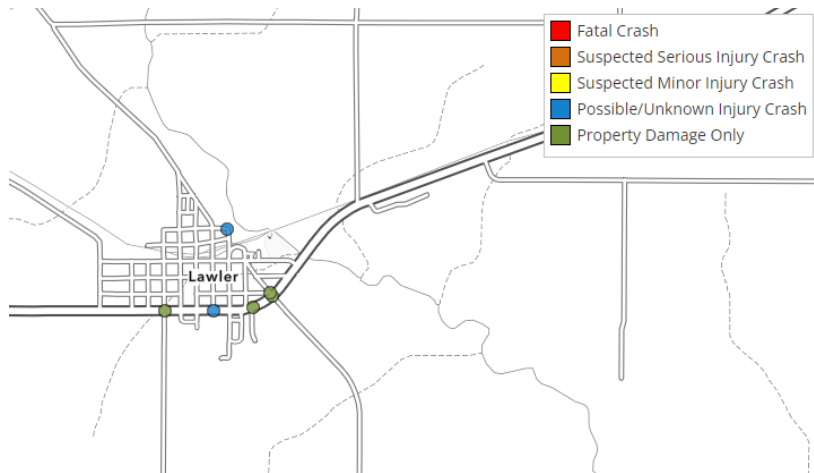 Fatal Crash
Suspected Serious Injury Crash
Suspected Minor Injury Crash
Possible/Unknown Injury Crash
Property Damage Only
Lawler